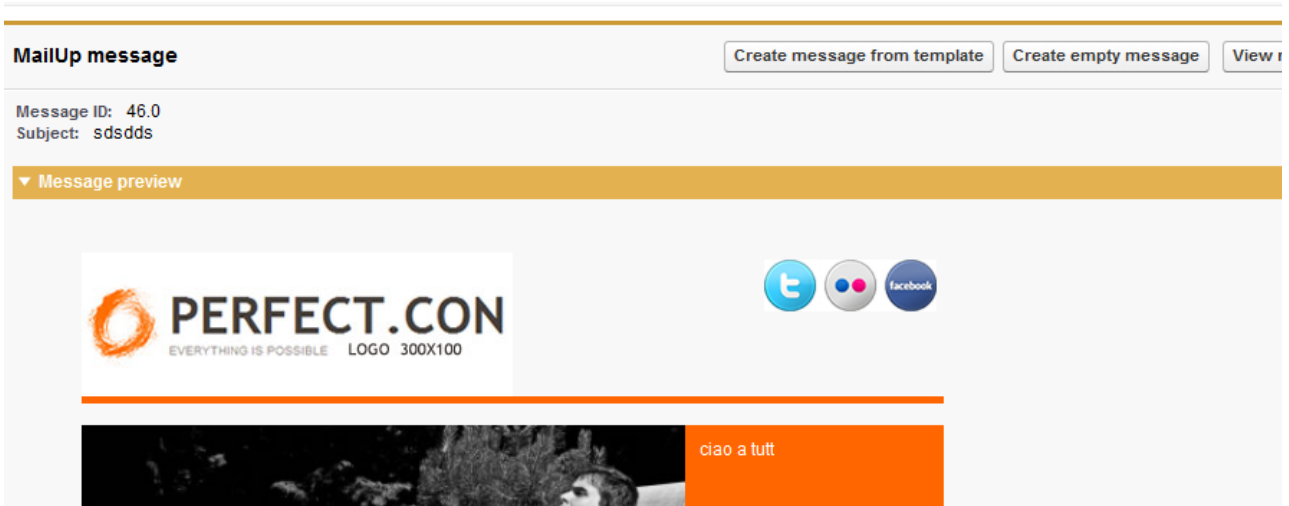 MailUp message
Create message from template
Create empty message
View
Message ID: 46.0
Subject: sdsdds
Message preview
PERFECT.CON
EVERYTHING IS POSSIBLE LOGO 300X100
facebook
ciao a tutt